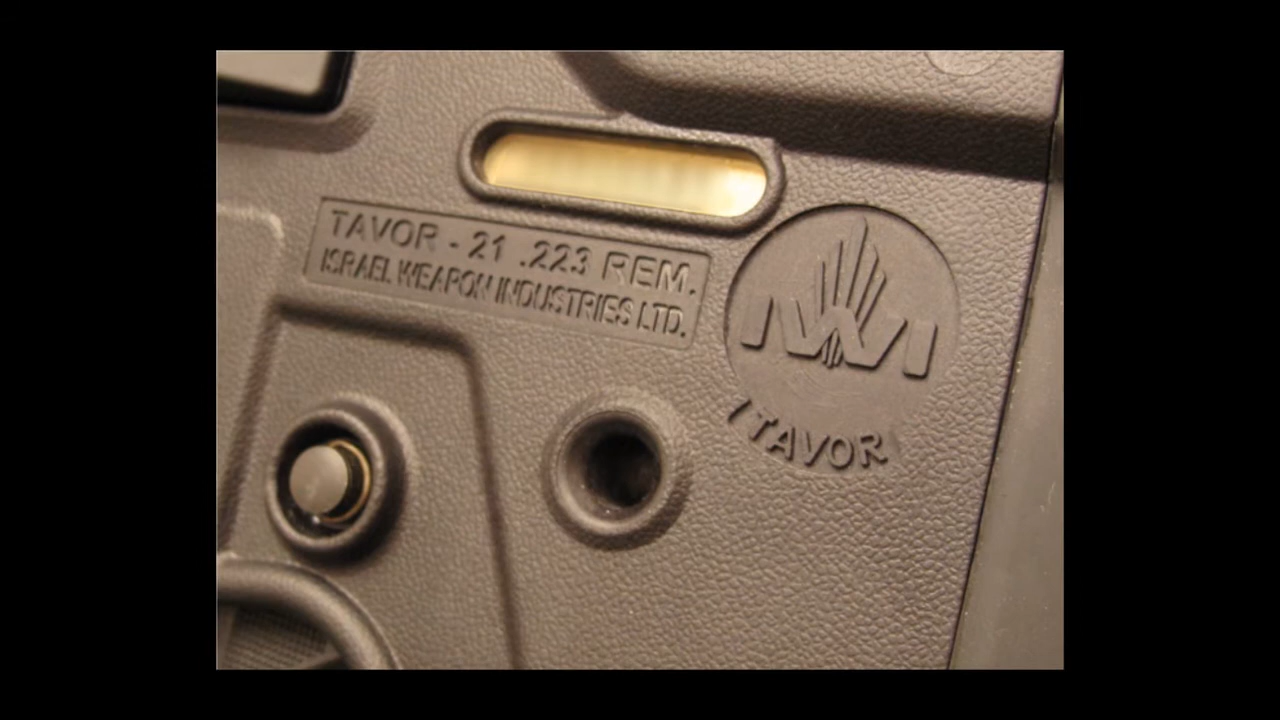 TAVOR - 21 .223 REM.
ISRAEL WEAPON INDUSTRIES LTD.
IWI
TAVOR